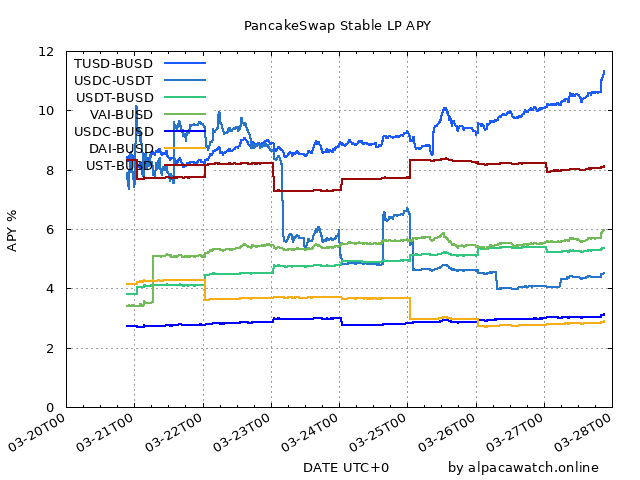 PancakeSwap Stable LP APY
12
10
8
6
4
2
0
APY %
TUSD-BUSD
USDC-USDT
USDT-BUSD
VAI-BUSD
USDC-BUSD
DAI-BUSD
UST-BUSD
03-20T00
03-21T00
03-22T00
03-23T00
03-24T00
03-25T00
03-26T00
03-27T00
03-28T00
DATE UTC+0
by alpacawatch.online